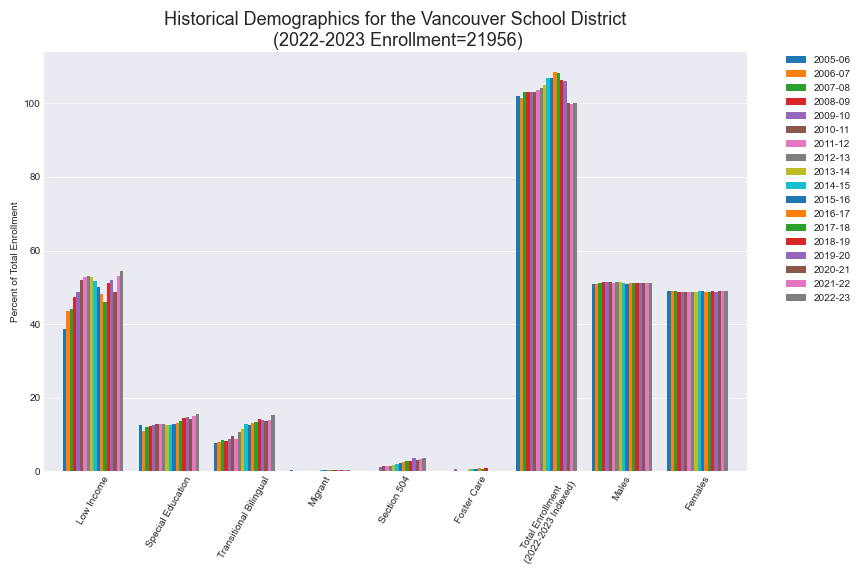 Historical Demographics for the Vancouver School District
(2022-2023 Enrollment=21956)
Percent of Total Enrollment
100
80
60
40
20
0
Low Income
Special Education
Transitional Bilingual
Migrant
Section 504
Foster Care
Total Enrollment
(2022-2023 Indexed)
Males
Females
2005-06
2006-07
2007-08
2008-09
2009-10
2010-11
2011-12
2012-13
2013-14
2014-15
2015-16
2016-17
2017-18
2018-19
2019-20
2020-21
2021-22
2022-23